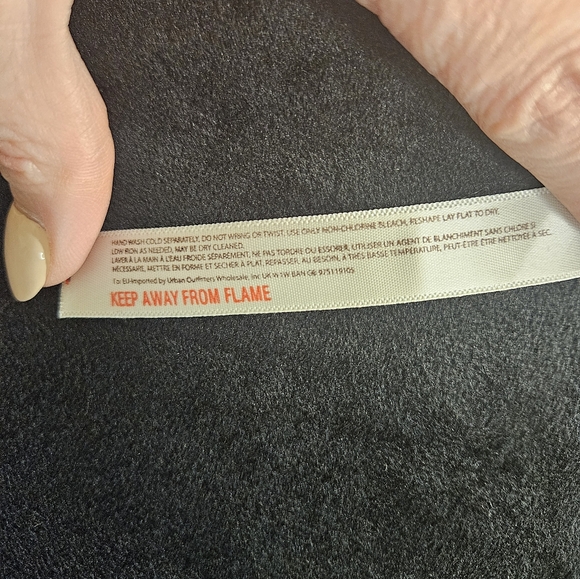 HAND WASH COLD SEPARATELY, DO NOT WRING OR TWIST, USE ONLY NON-CHLORINE BLEACH, RESHAPE LAY FLAT TO DRY.
LOW IRON AS NEEDED, MAY BE DRY CLEANED.
LAVER À LA MAIN À L'EAU FROIDE SÉPAREMENT, NE PAS TORDRE OU ESSORER, UTILISER UN AGENT DE BLANCHIMENT SANS CHLORE SI
NÉCESSAIRE, METTRE EN FORME ET SECHER À PLAT, REPASSER, AU BESOIN, À TRÈS BASSE TEMPÉRATURE, PEUT-ÊTRE ÊTRE NETTOYÉE A SEC.
EU-Imported by Urban Outfitters Wholesale, Inc UK W1W 8AN GB 975119105
KEEP AWAY FROM FLAME